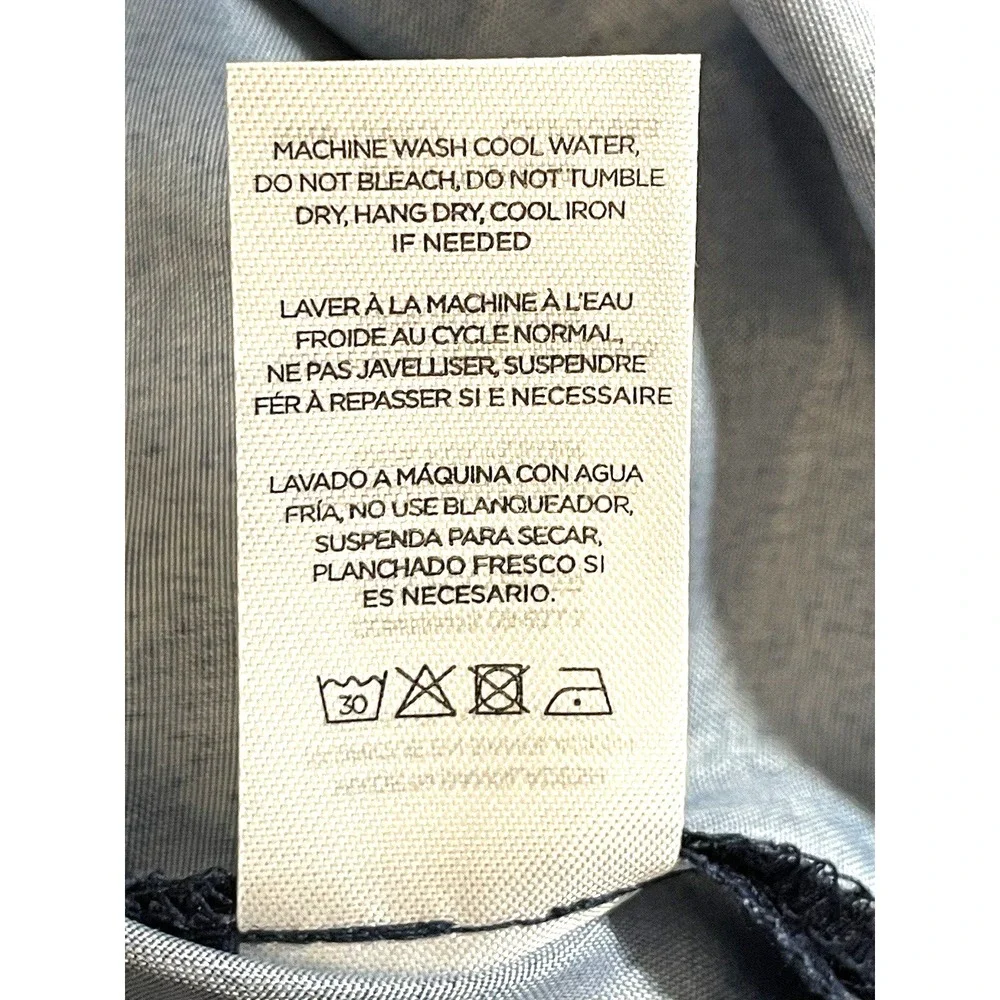 MACHINE WASH COOL WATER,
DO NOT BLEACH, DO NOT TUMBLE
DRY, HANG DRY, COOL IRON
IF NEEDED
LAVER À LA MACHINE À L'EAU
FROIDE AU CYCLE NORMAL,
NE PAS JAVELLISER, SUSPENDRE
FÉR À REPASSER SI E NECESSAIRE
LAVADO A MÁQUINA CON AGUA
FRÍA, NO USE BLANQUEADOR,
SUSPENDA PARA SECAR,
PLANCHADO FRESCO SI
ES NECESARIO.
30